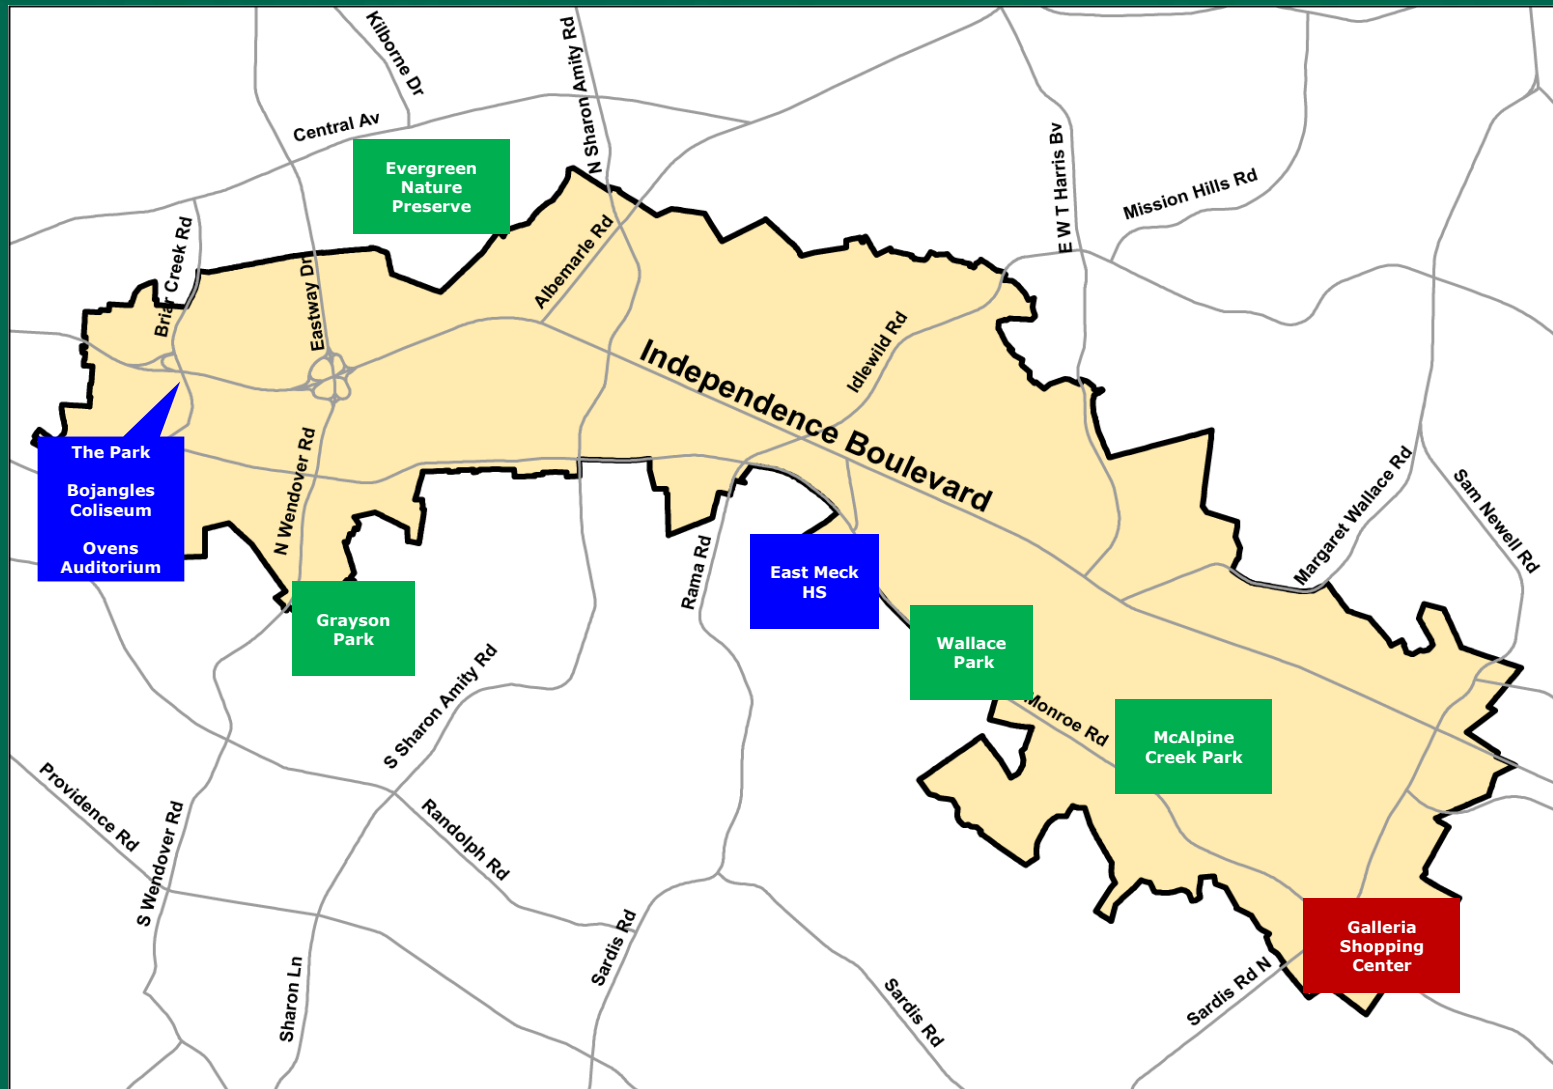 Kilborne Dr
N Sharon Amity Rd
Central Av
Evergreen
Nature
Preserve
E W T Harris Bv
Mission Hills Rd
Briar Creek Rd
Eastway Dr
Albemarle Rd
Idlewild Rd
Independence Boulevard
The Park
Bojangles
Coliseum
Ovens
Auditorium
N Wendover Rd
Margaret Wallace Rd
Sam Newell Rd
Rama Rd
East Meck
HS
Grayson
Park
Wallace
Park
S Sharon Amity Rd
Monroe Rd
McAlpine
Creek Park
Providence Rd
S Wendover Rd
Randolph Rd
Galleria
Shopping
Center
Sardis Rd
Sharon Ln
Sardis Rd
Sardis Rd N